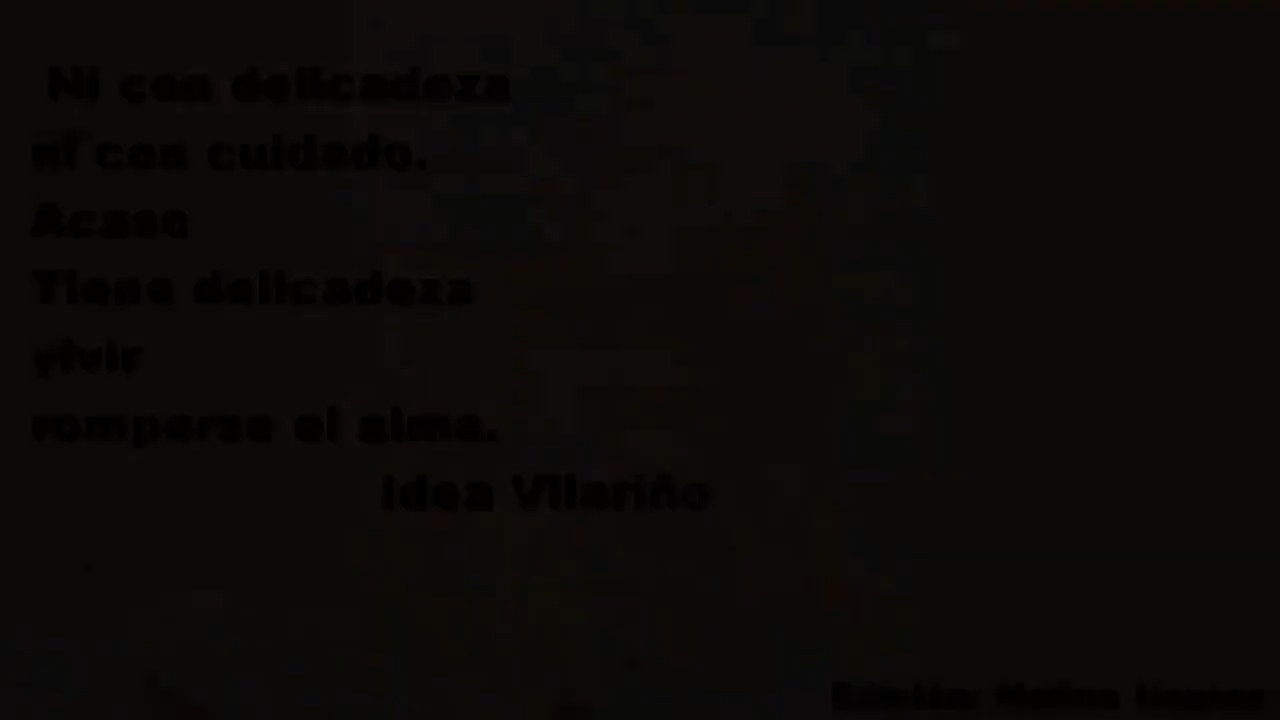 Ni con delicadeza
ni con cuidado.
Acaso
Tiene delicadeza
vivir
romperse el alma.
Idea Vilariño